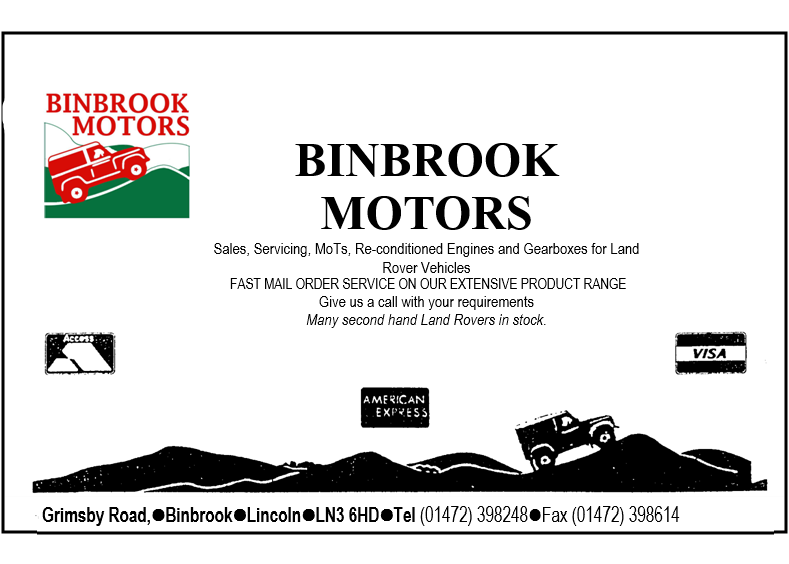 BINBROOK
MOTORS
BINBROOK
MOTORS
Sales, Servicing, MoTs, Re-conditioned Engines and Gearboxes for Land
Rover Vehicles
FAST MAIL ORDER SERVICE ON OUR EXTENSIVE PRODUCT RANGE
Give us a call with your requirements
Many second hand Land Rovers in stock.
Access
VISA
AMERICAN
EXPRESS
Grimsby Road,●Binbrook●Lincoln●LN3 6HD●Tel (01472) 398248●Fax (01472) 398614